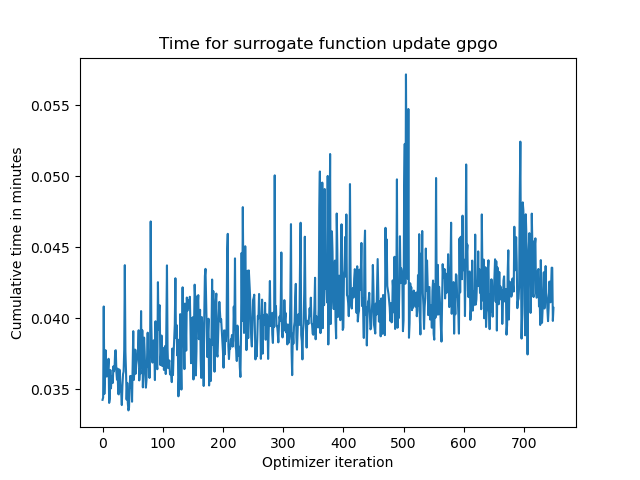 Time for surrogate function update gpgo
Cumulative time in minutes
0.055
0.050
0.045
0.040
0.035
0 100 200 300 400 500 600 700
Optimizer iteration